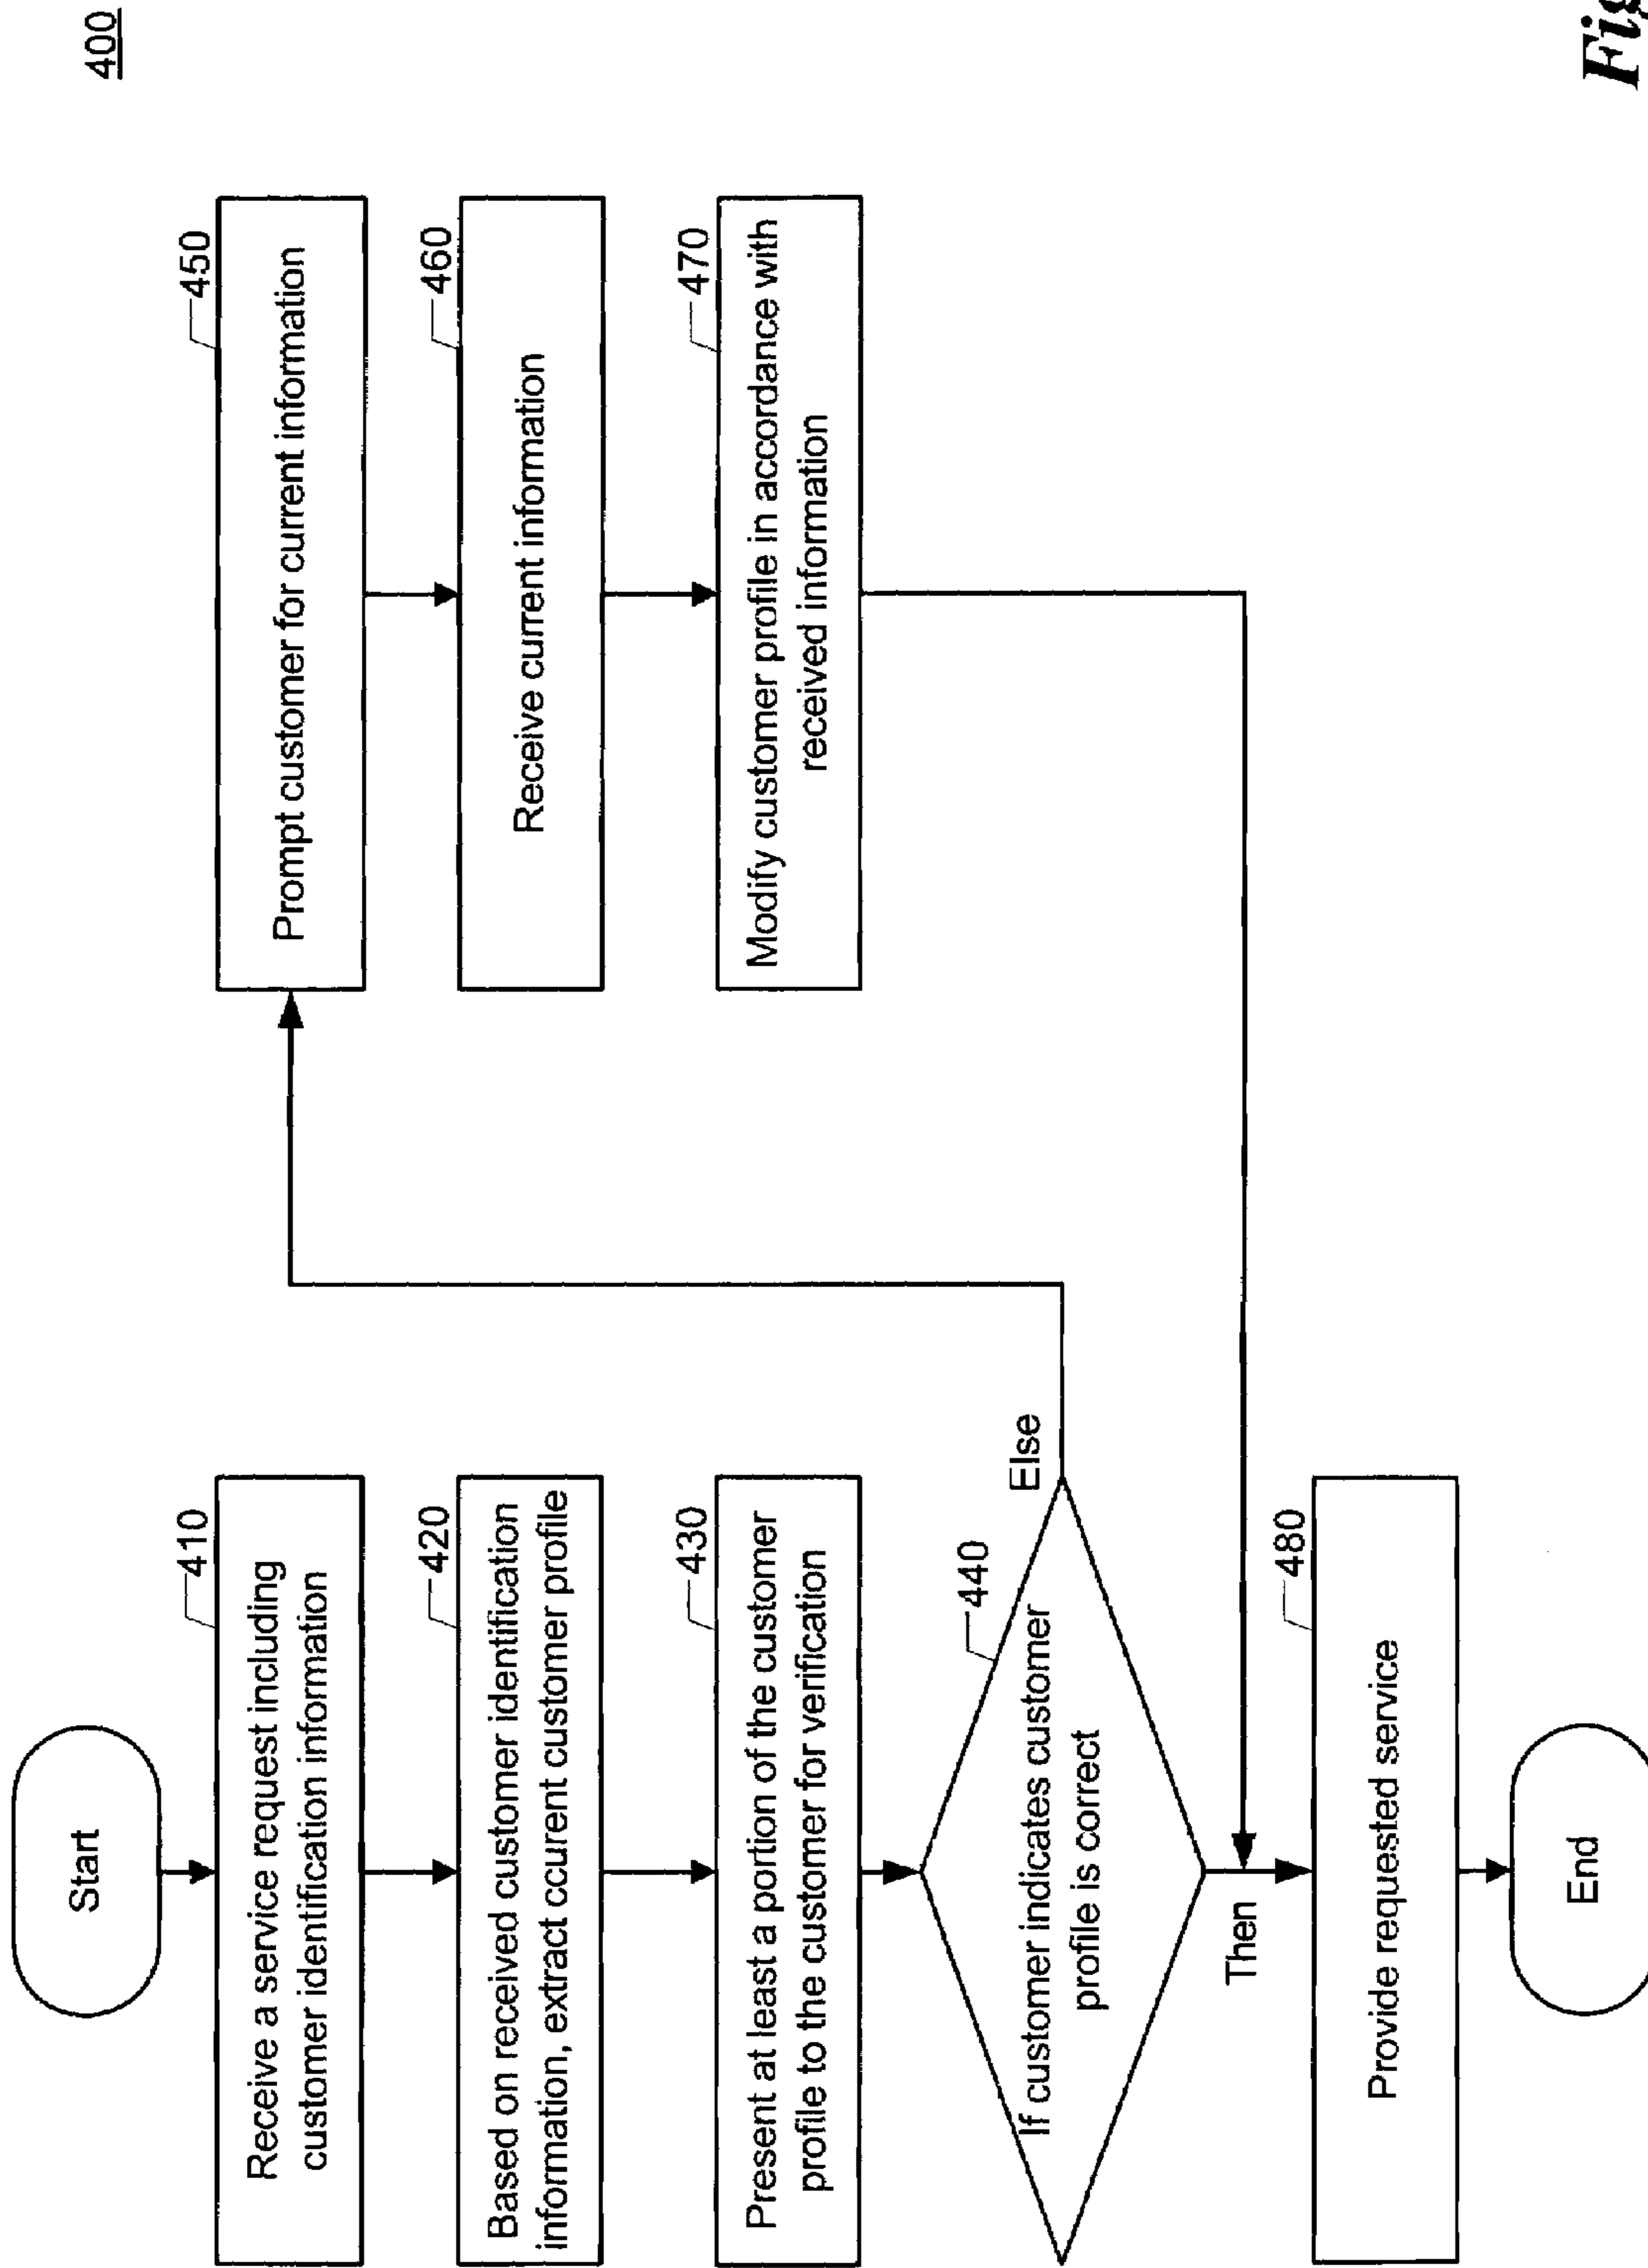 400
Start
410
Receive a service request including
customer identification information
420
Based on received customer identification
information, extract ccurent customer profile
430
Present at least a portion of the customer
profile to the customer for verification
440
If customer indicates customer
profile is correct
Else
Then
450
Prompt customer for current information
460
Receive current information
470
Modify customer profile in accordance with
received information
480
Provide requested service
End